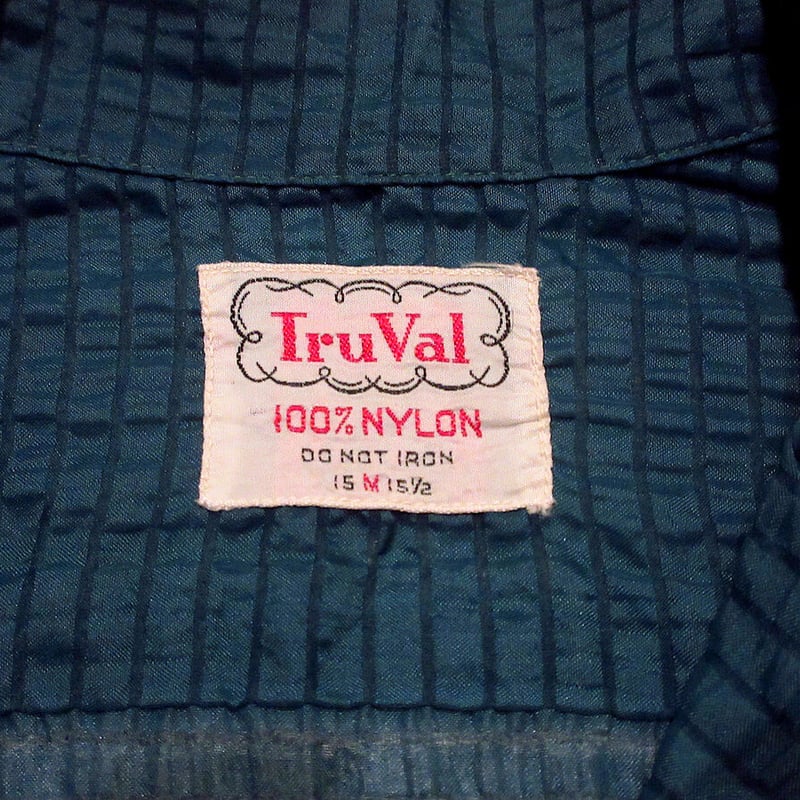 TruVal
100% NYLON
DO NOT IRON
15 M 15½